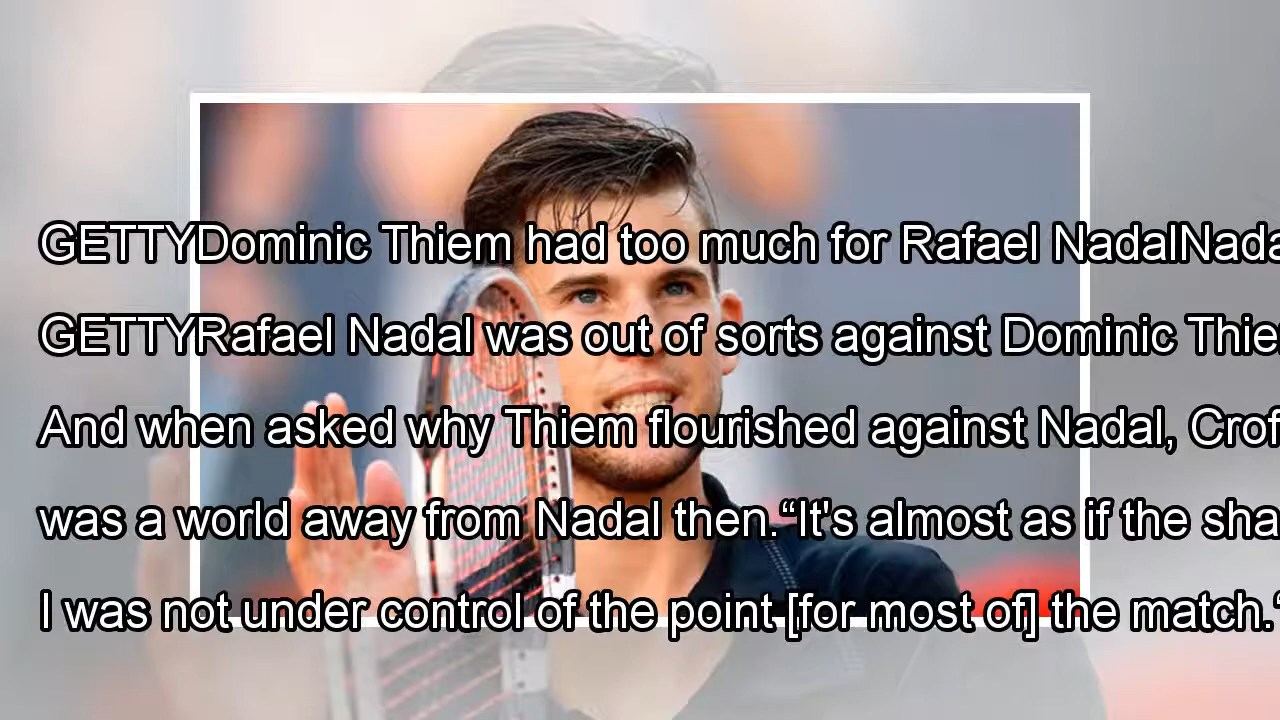 GETTYDominic Thiem had too much for Rafael NadalNada
GETTYRafael Nadal was out of sorts against Dominic Thie
And when asked why Thiem flourished against Nadal, Crof
was a world away from Nadal then.“It's almost as if the sha
I was not under control of the point [for most of] the match.“